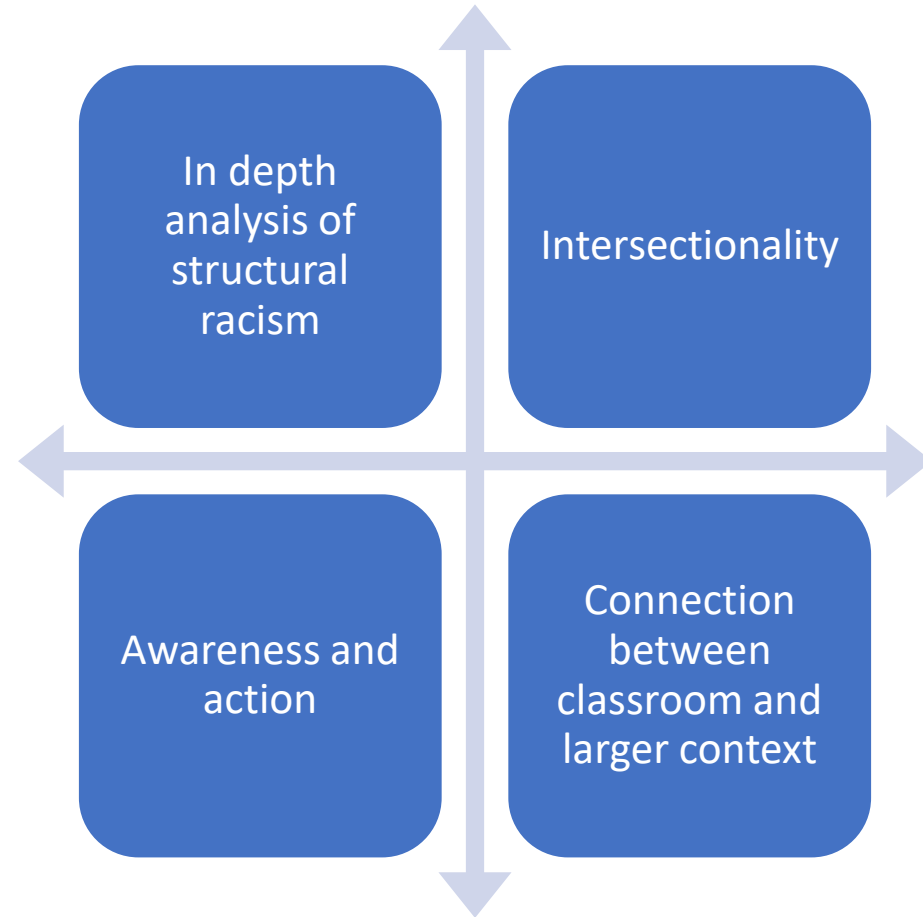 In depth
analysis of
structural
racism
Intersectionality
Awareness and
action
Connection
between
classroom and
larger context